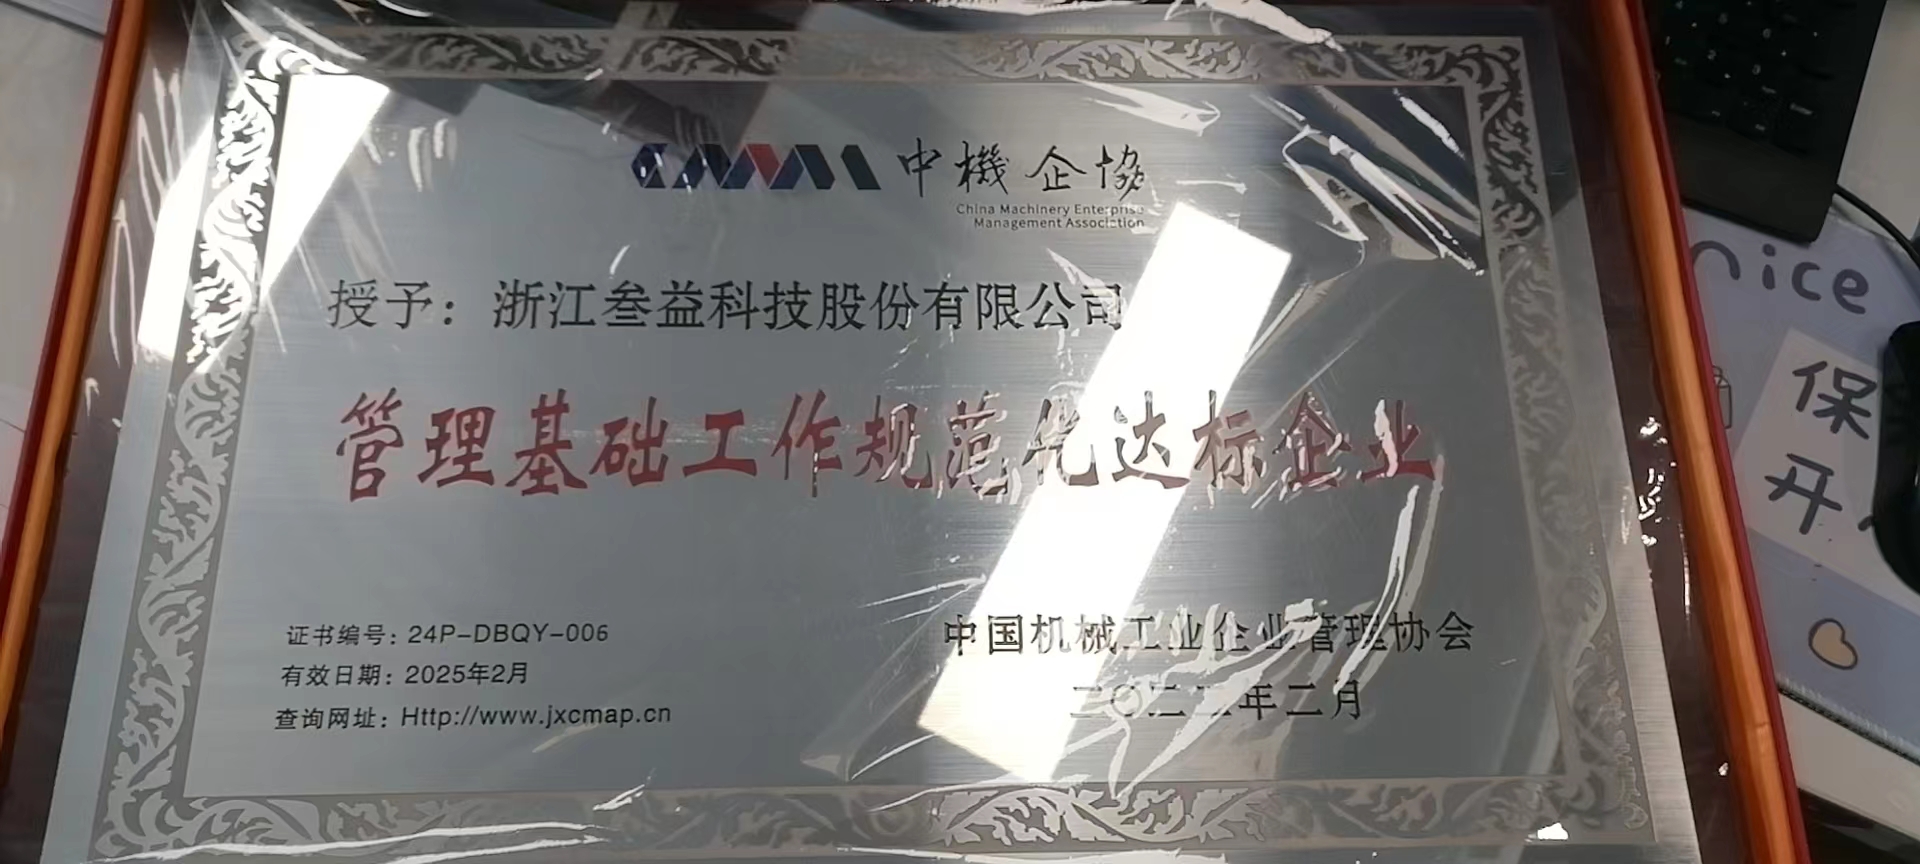 中機企協
China Machinery Enterprise
Management Association
授予：浙江叁益科技股份有限公司
管理基础工作规范化达标企业
证书编号：24P-DBQY-006
有效日期：2025年2月
查询网址：Http://www.jxcmap.cn
中国机械工业企业管理协会
二〇二二年二月
nice
保
开